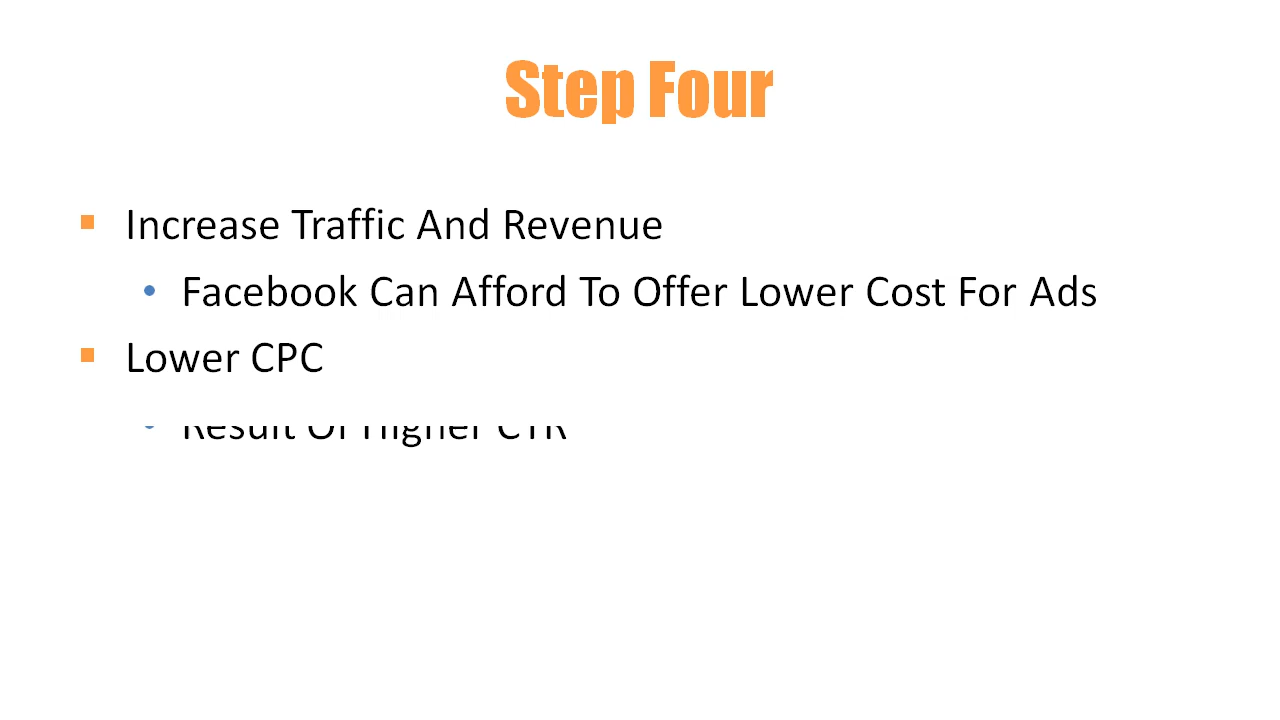 Step Four
Increase Traffic And Revenue
Facebook Can Afford To Offer Lower Cost For Ads
Lower CPC
Result Of Higher CTR